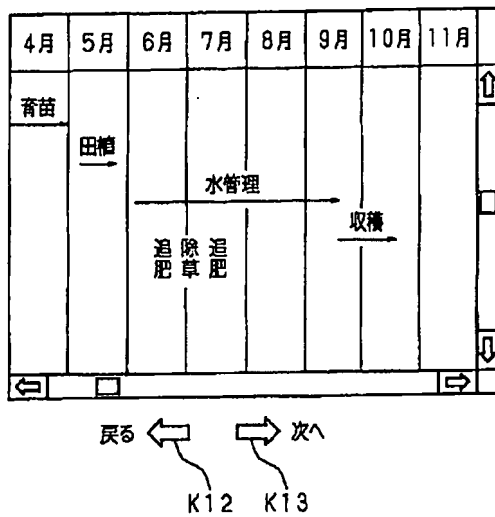 4月 5月 6月 7月 8月 9月 10月 11月
育苗
田植
水管理
収穫
追肥 除草 追肥
戻る 次へ
K12 K13